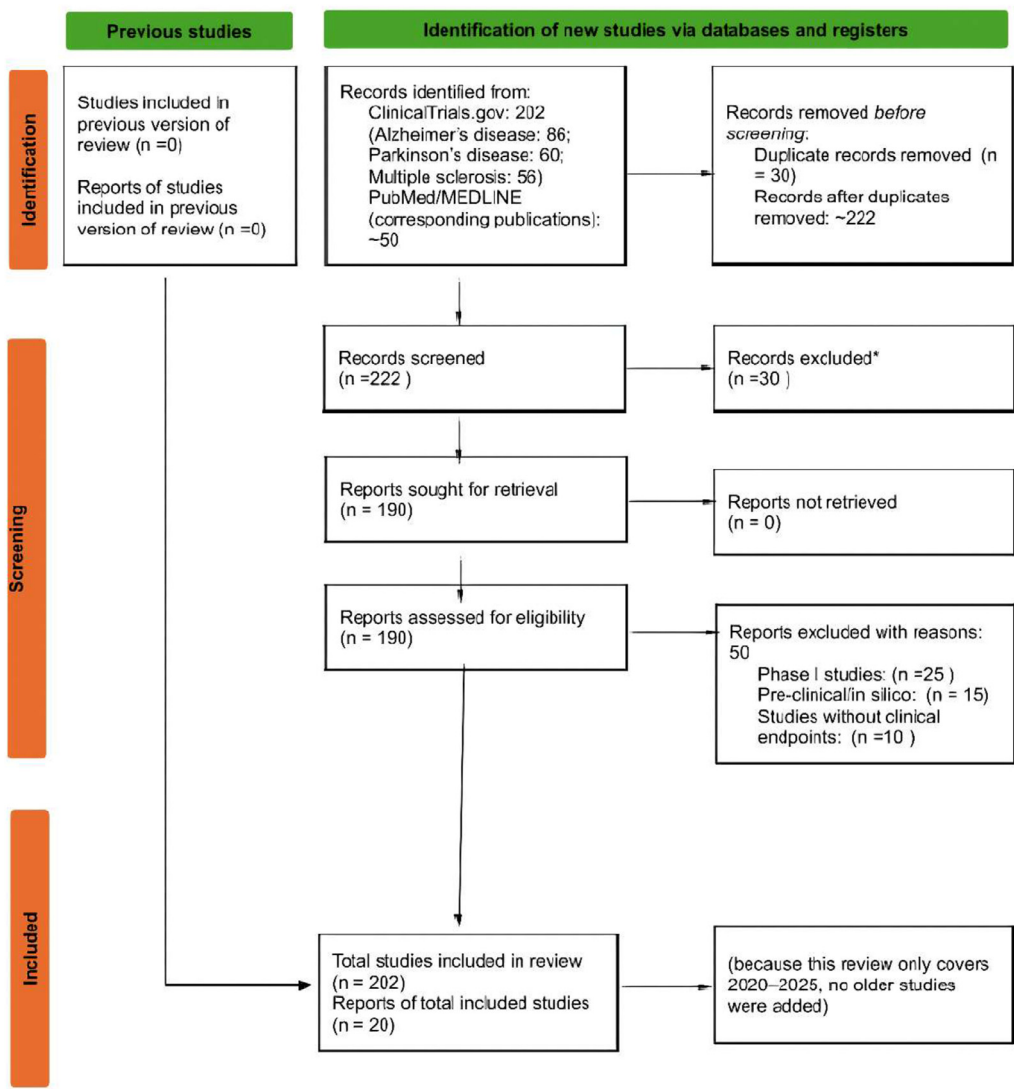 Previous studies
Identification of new studies via databases and registers
Identification
Studies included in
previous version of
review (n =0)
Reports of studies
included in previous
version of review (n =0)
Records identified from:
ClinicalTrials.gov: 202
(Alzheimer's disease: 86;
Parkinson's disease: 60;
Multiple sclerosis: 56)
PubMed/MEDLINE
(corresponding publications):
~50
Records removed before
screening:
Duplicate records removed (n
= 30)
Records after duplicates
removed: ~222
Screening
Records screened
(n =222 )
Records excluded*
(n =30 )
Reports sought for retrieval
(n = 190)
Reports not retrieved
(n = 0)
Reports assessed for eligibility
(n = 190)
Reports excluded with reasons:
50
Phase I studies: (n =25 )
Pre-clinical/in silico: (n = 15)
Studies without clinical
endpoints: (n =10 )
Included
Total studies included in review
(n = 202)
Reports of total included studies
(n = 20)
(because this review only covers
2020–2025, no older studies
were added)